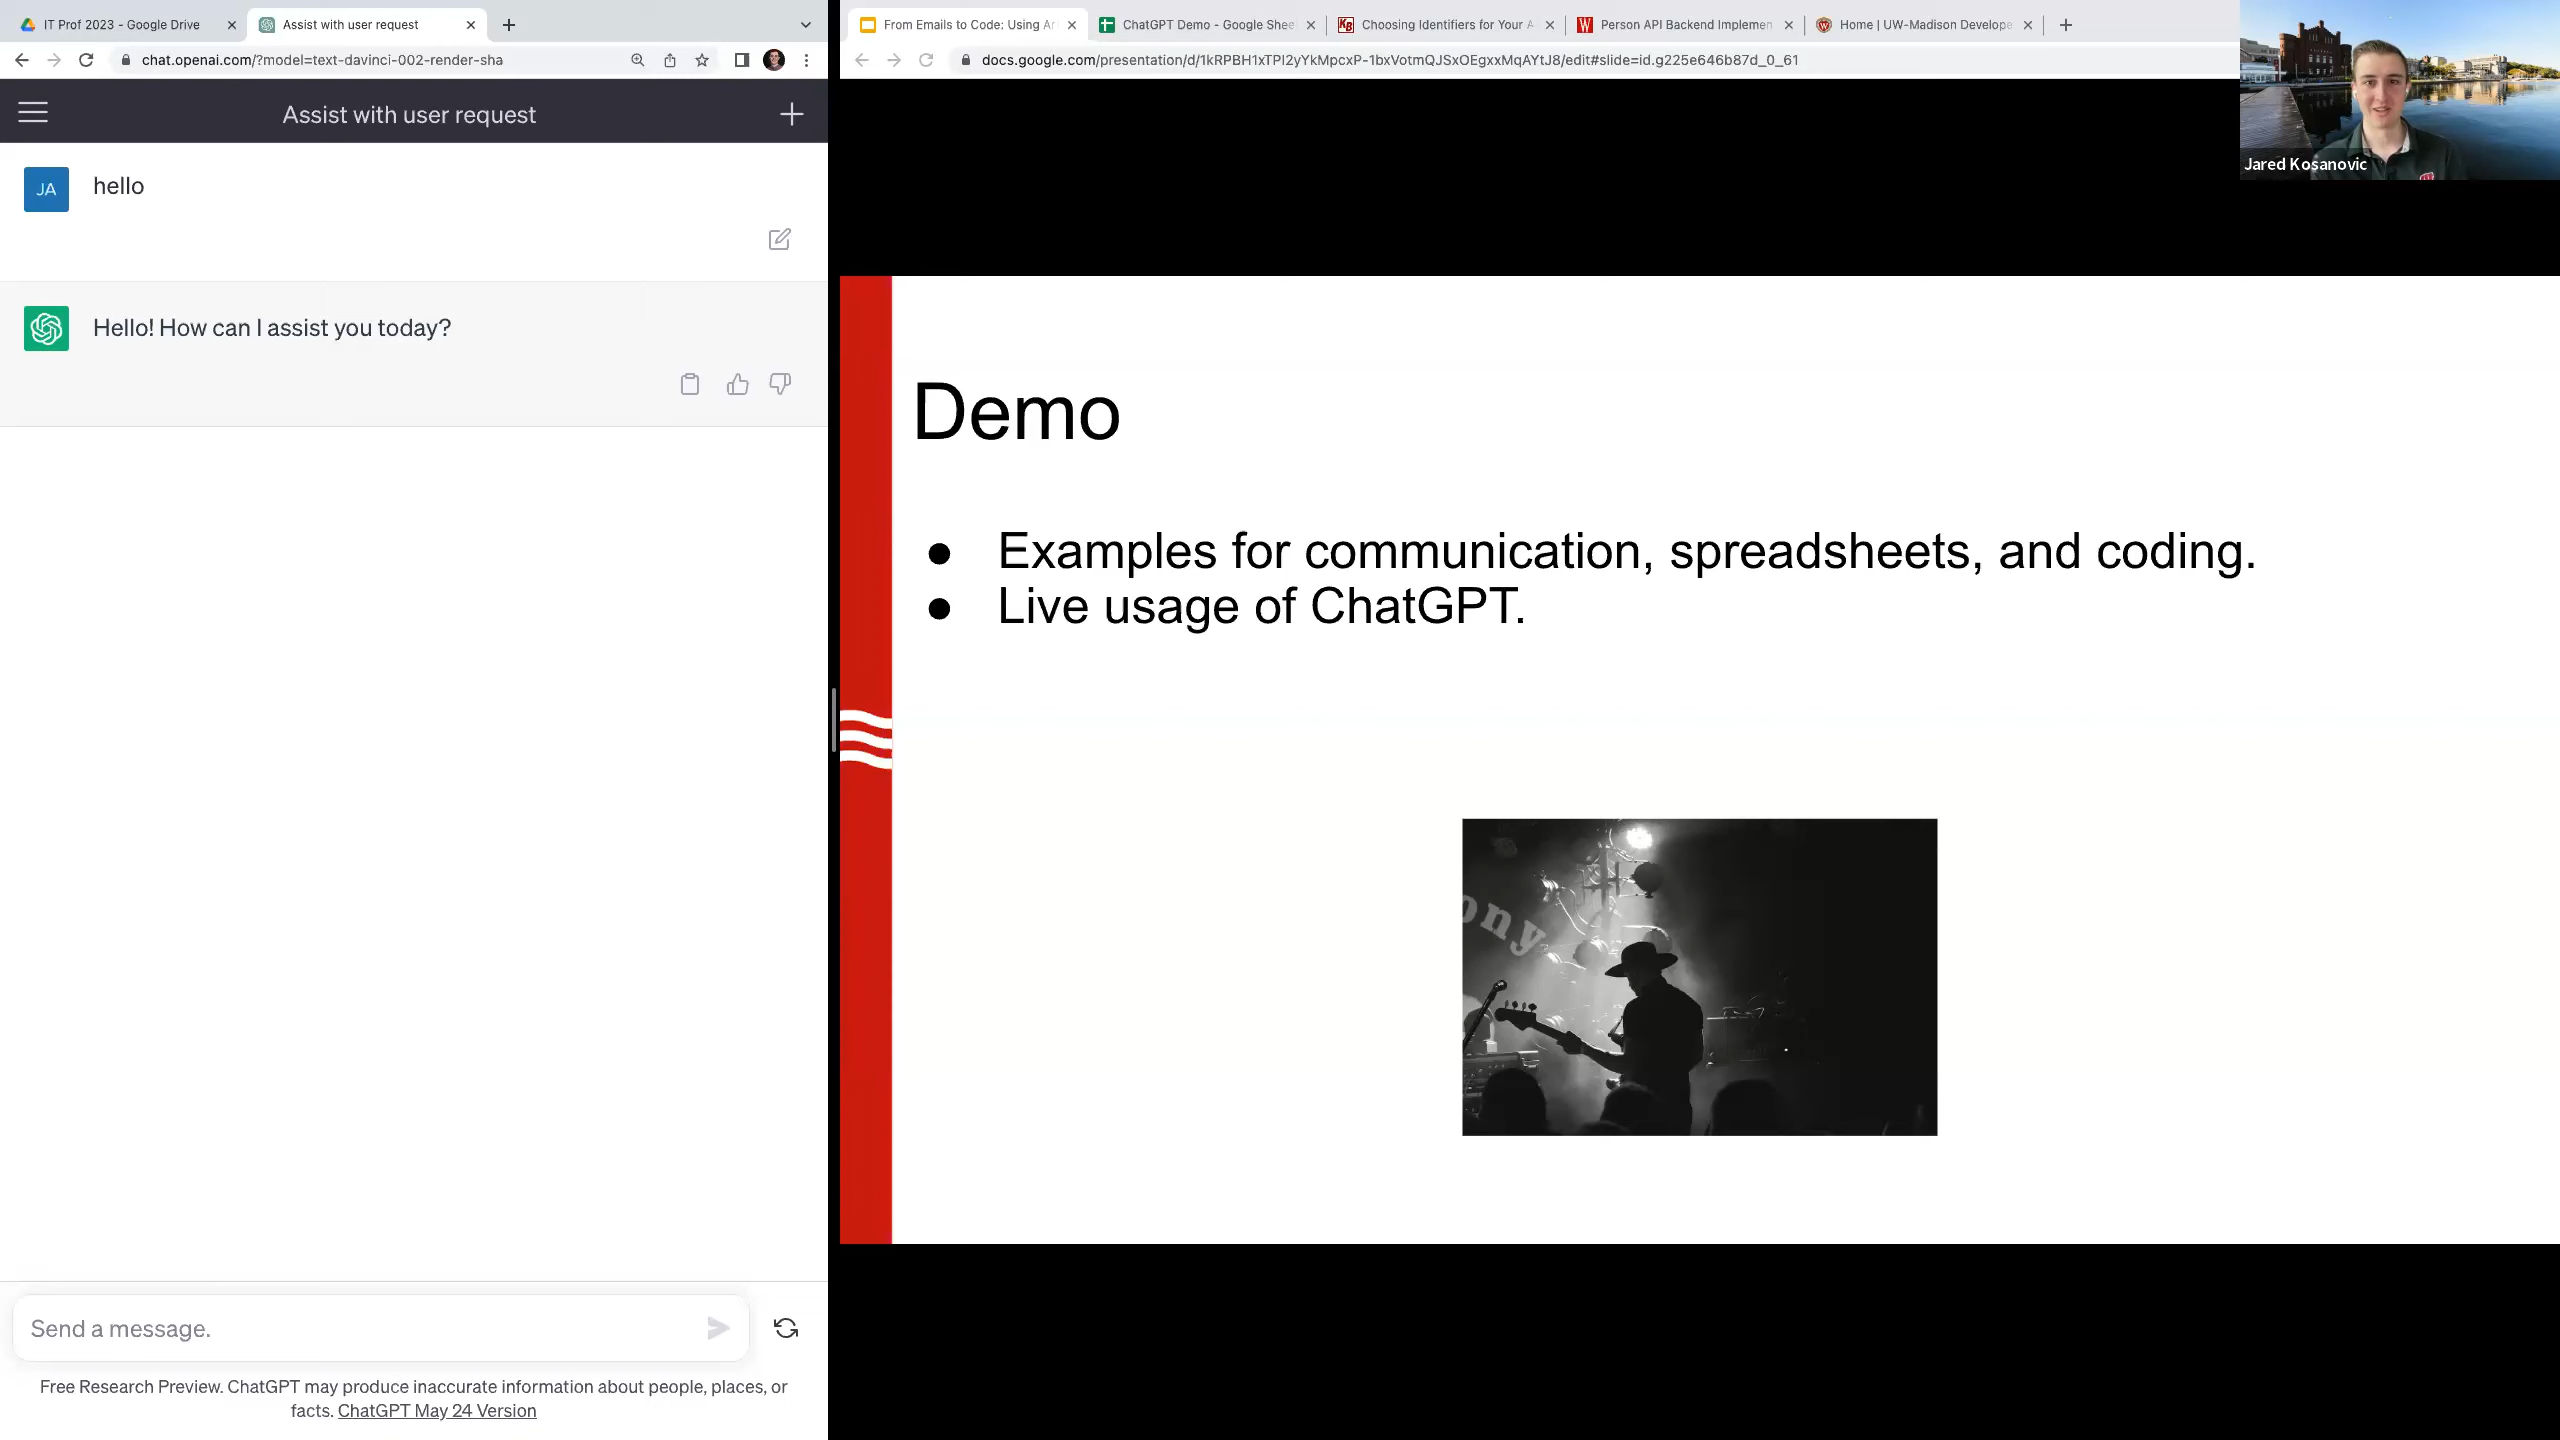 IT Prof 2023 - Google Drive
Assist with user request
chat.openai.com/?model=text-davinci-002-render-sha
Assist with user request
JA
hello
Hello! How can I assist you today?
Send a message.
Free Research Preview. ChatGPT may produce inaccurate information about people, places, or
facts. ChatGPT May 24 Version
From Emails to Code: Using Ar
ChatGPT Demo - Google Shee
KB
Choosing Identifiers for Your A
W
Person API Backend Implemen
Home | UW-Madison Develope
docs.google.com/presentation/d/1kRPBH1xTPI2yYkMpcxP-1bxVotmQJSxOEgxxMqAYtJ8/edit#slide=id.g225e646b87d_0_61
Jared Kosanovic
Demo
● Examples for communication, spreadsheets, and coding.
● Live usage of ChatGPT.
ony